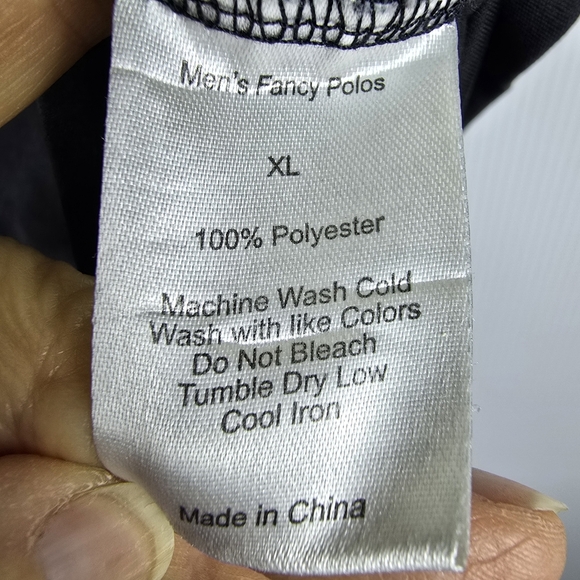 Men's Fancy Polos
XL
100% Polyester
Machine Wash Cold
Wash with like Colors
Do Not Bleach
Tumble Dry Low
Cool Iron
Made in China